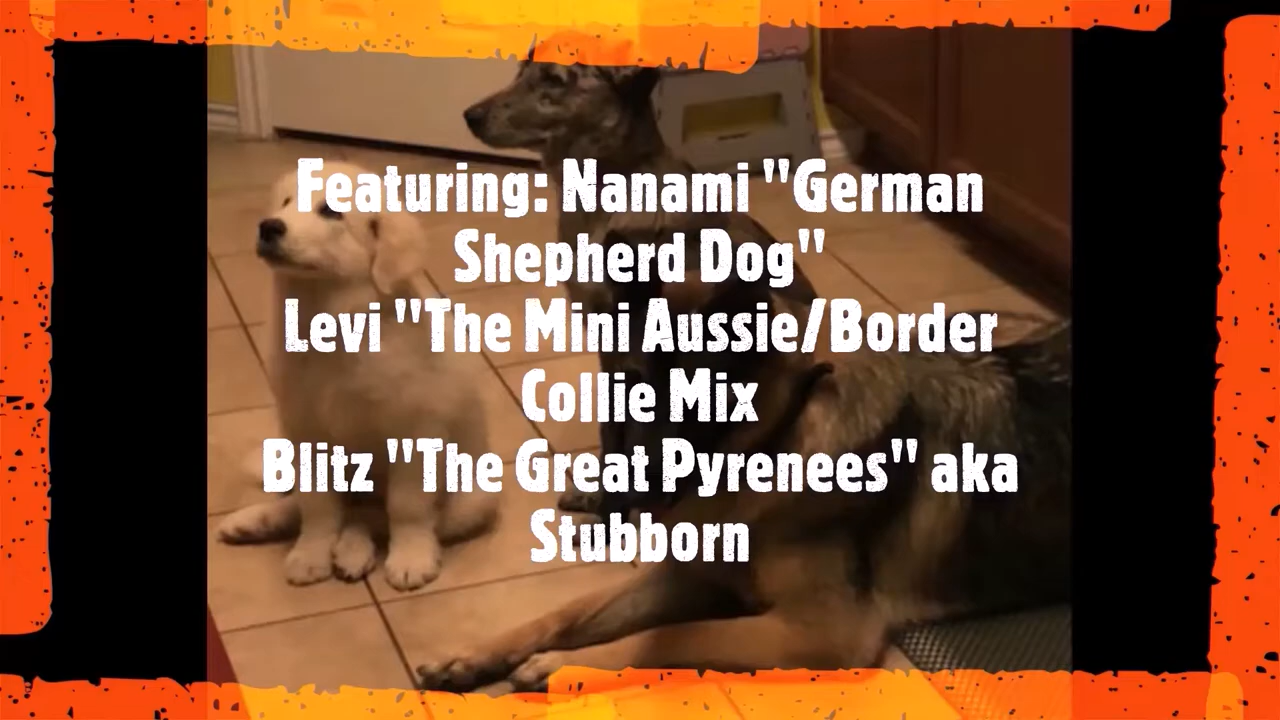 Featuring: Nanami "German
Shepherd Dog"
Levi "The Mini Aussie/Border
Collie Mix
Blitz "The Great Pyrenees" aka
Stubborn